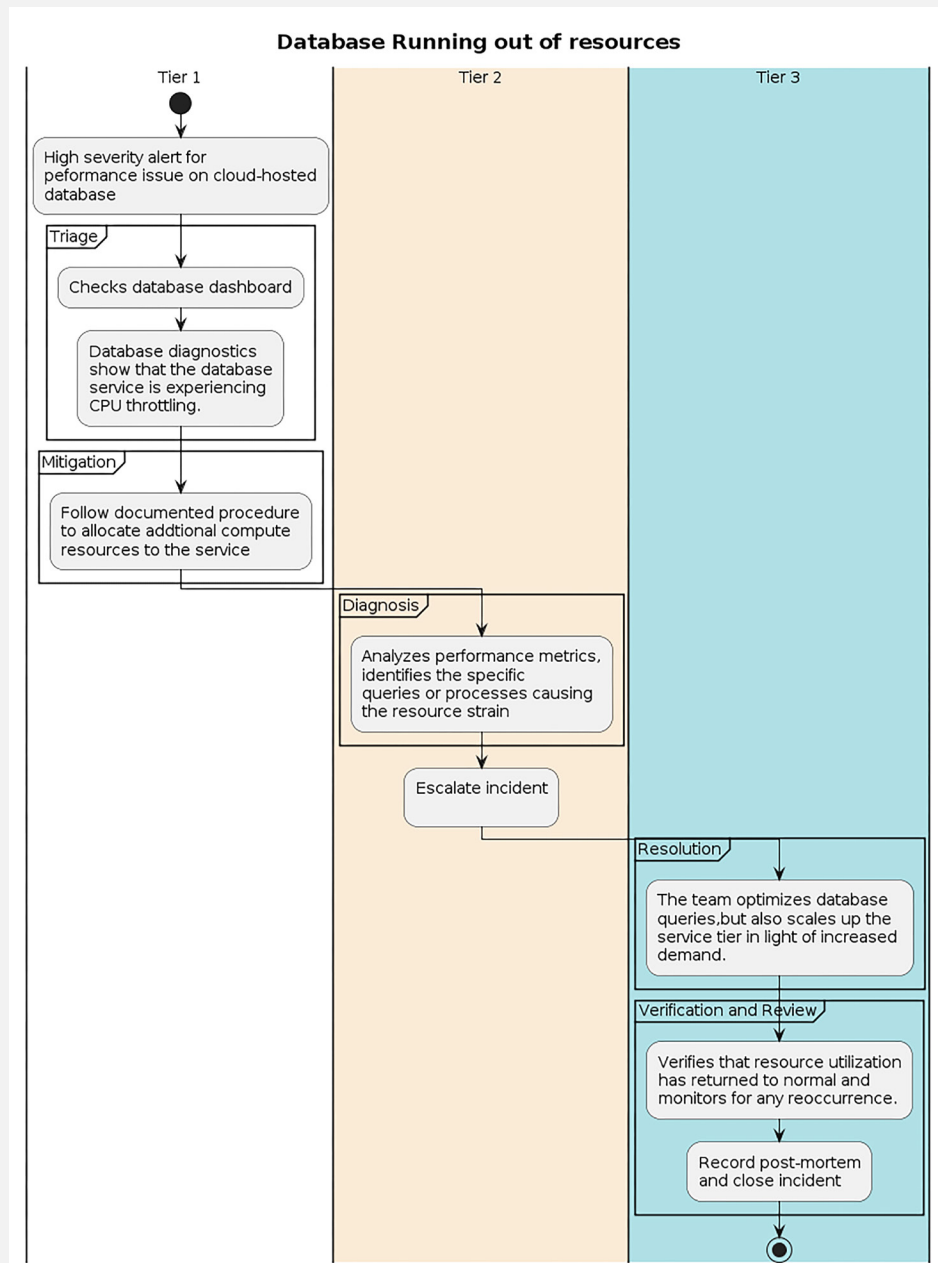 Database Running out of resources
Tier 1
Tier 2
Tier 3
High severity alert for
peformance issue on cloud-hosted
database
Triage
Checks database dashboard
Database diagnostics
show that the database
service is experiencing
CPU throttling.
Mitigation
Follow documented procedure
to allocate addtional compute
resources to the service
Diagnosis
Analyzes performance metrics,
identifies the specific
queries or processes causing
the resource strain
Escalate incident
Resolution
The team optimizes database
queries,but also scales up the
service tier in light of increased
demand.
Verification and Review
Verifies that resource utilization
has returned to normal and
monitors for any reoccurrence.
Record post-mortem
and close incident